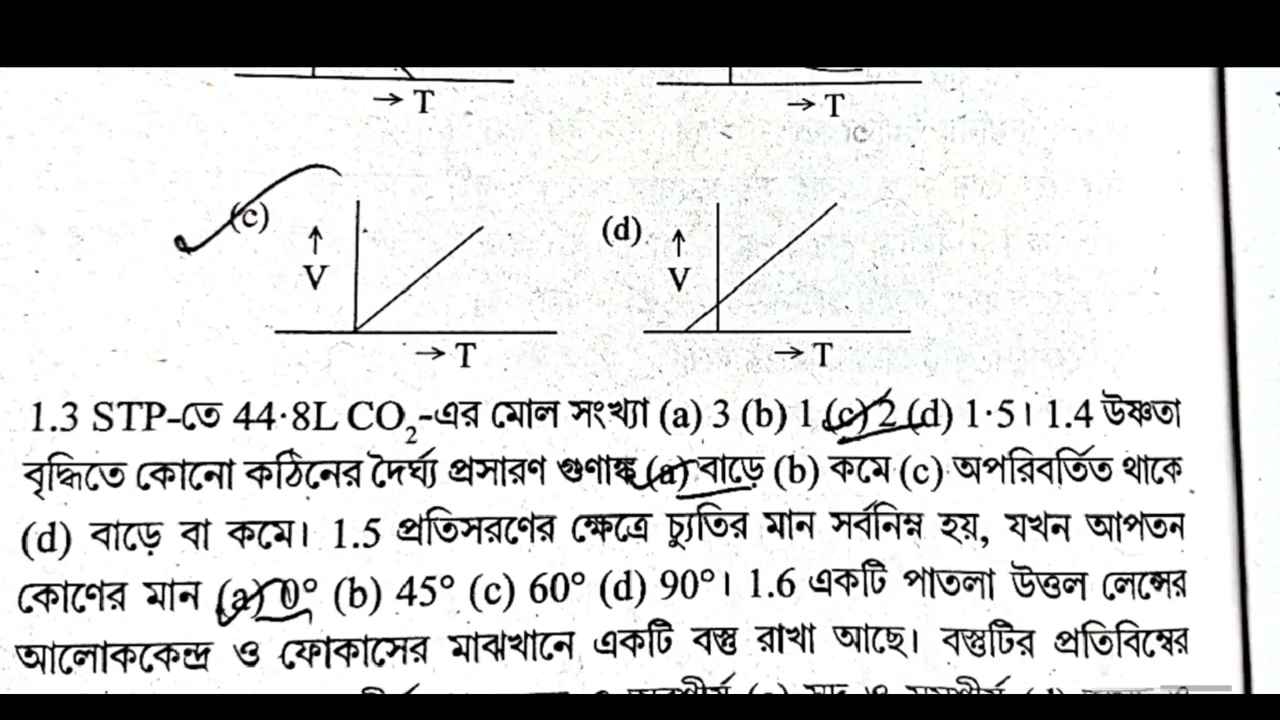 → T → T
(c) ↑ V → T (d) ↑ V → T
1.3 STP-তে 44·8L CO₂-এর মোল সংখ্যা (a) 3 (b) 1 (c) 2 (d) 1·5। 1.4 উষ্ণতা
বৃদ্ধিতে কোনো কঠিনের দৈর্ঘ্য প্রসারণ গুণাঙ্ক (a) বাড়ে (b) কমে (c) অপরিবর্তিত থাকে
(d) বাড়ে বা কমে। 1.5 প্রতিসরণের ক্ষেত্রে চ্যুতির মান সর্বনিম্ন হয়, যখন আপতন
কোণের মান (a) 0° (b) 45° (c) 60° (d) 90°। 1.6 একটি পাতলা উত্তল লেন্সের
আলোককেন্দ্র ও ফোকাসের মাঝখানে একটি বস্তু রাখা আছে। বস্তুটির প্রতিবিম্বের